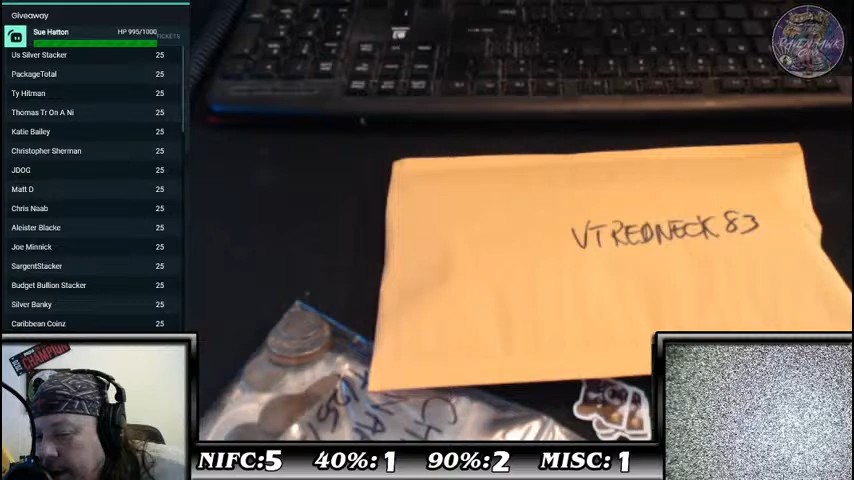 Giveaway
Sue Hatton
HP 995/1000
TICKETS
Us Silver Stacker 25
PackageTotal 25
Ty Hitman 25
Thomas Tr On A Ni 25
Katie Bailey 25
Christopher Sherman 25
JDOG 25
Matt D 25
Chris Naab 25
Aleister Blacke 25
Joe Minnick 25
SargentStacker 25
Budget Bullion Stacker 25
Silver Banky 25
Caribbean Coinz 25
VTREDNECK83
CHAMPION
NIFC:5 40%:1 90%:2 MISC:1